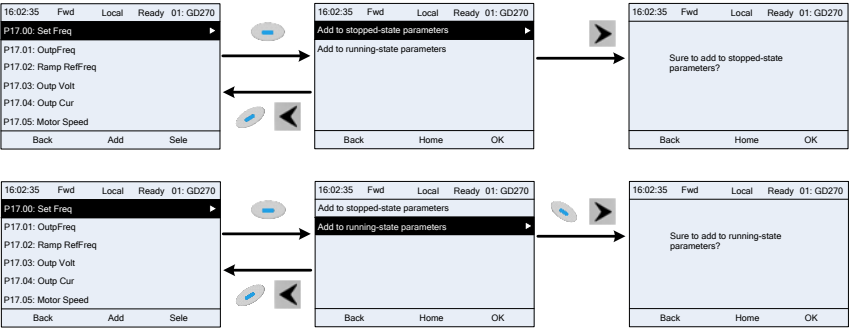 16:02:35 Fwd Local Ready 01: GD270
P17.00: Set Freq
P17.01: OutpFreq
P17.02: Ramp RefFreq
P17.03: Outp Volt
P17.04: Outp Cur
P17.05: Motor Speed
Back Add Sele
16:02:35 Fwd Local Ready 01: GD270
Add to stopped-state parameters
Add to running-state parameters
Back Home OK
16:02:35 Fwd Local Ready 01: GD270
Sure to add to stopped-state
parameters?
Back Home OK
16:02:35 Fwd Local Ready 01: GD270
P17.00: Set Freq
P17.01: OutpFreq
P17.02: Ramp RefFreq
P17.03: Outp Volt
P17.04: Outp Cur
P17.05: Motor Speed
Back Add Sele
16:02:35 Fwd Local Ready 01: GD270
Add to stopped-state parameters
Add to running-state parameters
Back Home OK
16:02:35 Fwd Local Ready 01: GD270
Sure to add to running-state
parameters?
Back Home OK